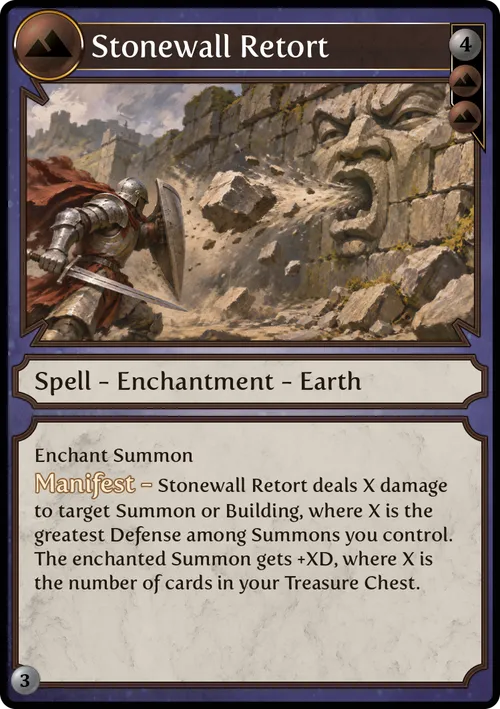 Stonewall Retort
4
Spell – Enchantment – Earth
Enchant Summon
Manifest – Stonewall Retort deals X damage
to target Summon or Building, where X is the
greatest Defense among Summons you control.
The enchanted Summon gets +XD, where X is
the number of cards in your Treasure Chest.
3